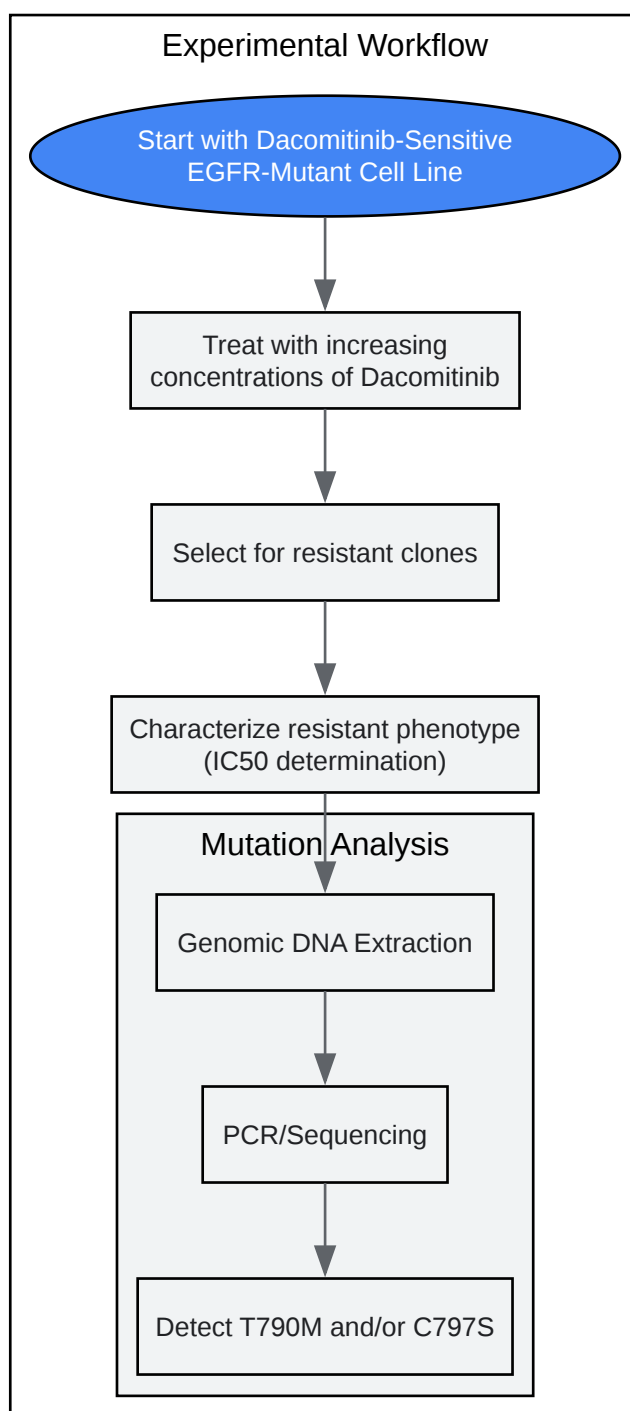 Experimental Workflow
Start with Dacomitinib-Sensitive
EGFR-Mutant Cell Line
Treat with increasing
concentrations of Dacomitinib
Select for resistant clones
Characterize resistant phenotype
(IC50 determination)
Mutation Analysis
Genomic DNA Extraction
PCR/Sequencing
Detect T790M and/or C797S